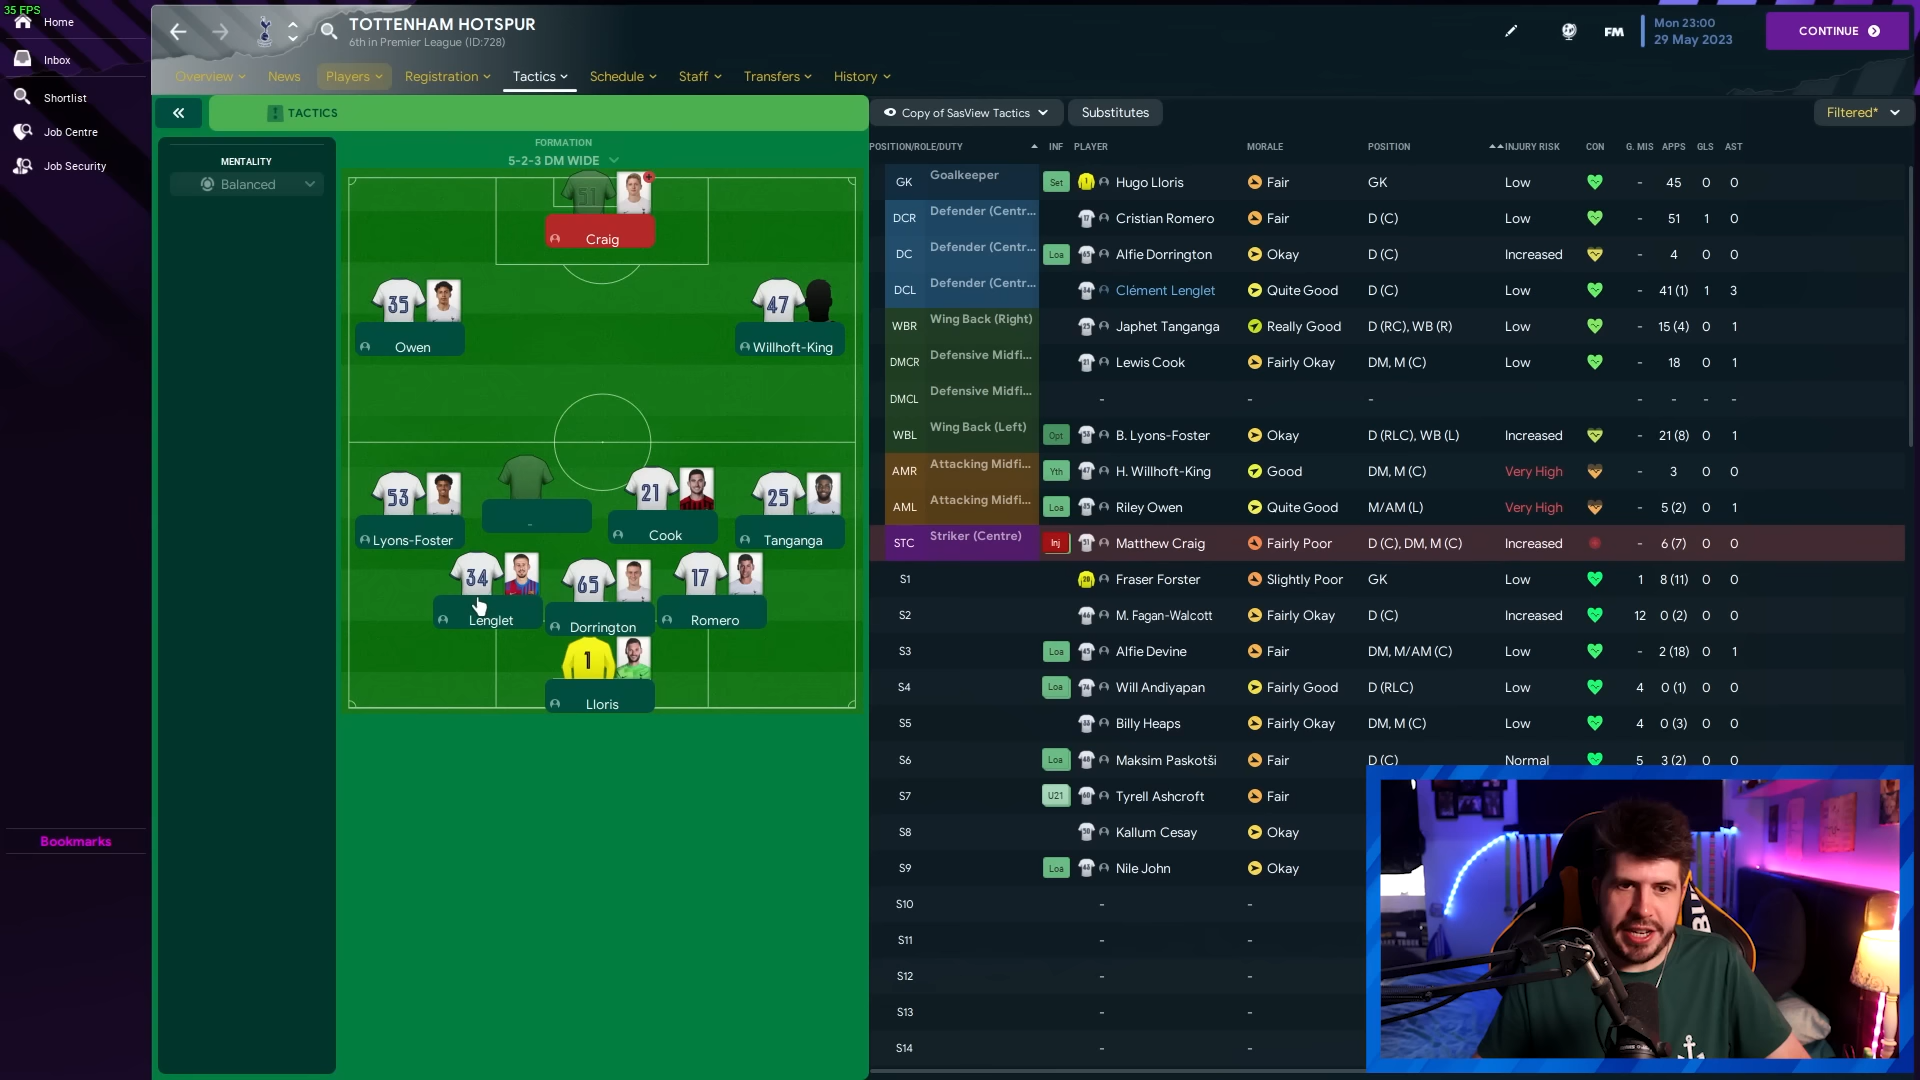 35 FPS
Home
Inbox
Shortlist
Job Centre
Job Security
Bookmarks
TOTTENHAM HOTSPUR
6th in Premier League (ID:728)
FM
Mon 23:00
29 May 2023
CONTINUE
Overview
News
Players
Registration
Tactics
Schedule
Staff
Transfers
History
TACTICS
Copy of SasView Tactics
Substitutes
Filtered*
MENTALITY
Balanced
FORMATION
5-2-3 DM WIDE
51
Craig
35
Owen
47
Willhoft-King
53
Lyons-Foster
-
21
Cook
25
Tanganga
34
Lenglet
65
Dorrington
17
Romero
1
Lloris
POSITION/ROLE/DUTY INF PLAYER MORALE POSITION INJURY RISK CON G. MIS APPS GLS AST
GK Goalkeeper Set Hugo Lloris Fair GK Low - 45 0 0
DCR Defender (Centr... Cristian Romero Fair D (C) Low - 51 1 0
DC Defender (Centr... Loa Alfie Dorrington Okay D (C) Increased - 4 0 0
DCL Defender (Centr... Clément Lenglet Quite Good D (C) Low - 41 (1) 1 3
WBR Wing Back (Right) Japhet Tanganga Really Good D (RC), WB (R) Low - 15 (4) 0 1
DMCR Defensive Midfi... Lewis Cook Fairly Okay DM, M (C) Low - 18 0 1
DMCL Defensive Midfi... - - - - - - -
WBL Wing Back (Left) Opt B. Lyons-Foster Okay D (RLC), WB (L) Increased - 21 (8) 0 1
AMR Attacking Midfi... Yth H. Willhoft-King Good DM, M (C) Very High - 3 0 0
AML Attacking Midfi... Loa Riley Owen Quite Good M/AM (L) Very High - 5 (2) 0 1
STC Striker (Centre) Inj Matthew Craig Fairly Poor D (C), DM, M (C) Increased - 6 (7) 0 0
S1 Fraser Forster Slightly Poor GK Low 1 8 (11) 0 0
S2 M. Fagan-Walcott Fairly Okay D (C) Increased 12 0 (2) 0 0
S3 Loa Alfie Devine Fair DM, M/AM (C) Low - 2 (18) 0 1
S4 Loa Will Andiyapan Fairly Good D (RLC) Low 4 0 (1) 0 0
S5 Billy Heaps Fairly Okay DM, M (C) Low 4 0 (3) 0 0
S6 Loa Maksim Paskotši Fair D (C) Normal 5 3 (2) 0 0
S7 U21 Tyrell Ashcroft Fair
S8 Kallum Cesay Okay
S9 Loa Nile John Okay
S10 - -
S11 - -
S12 - -
S13 - -
S14 - -